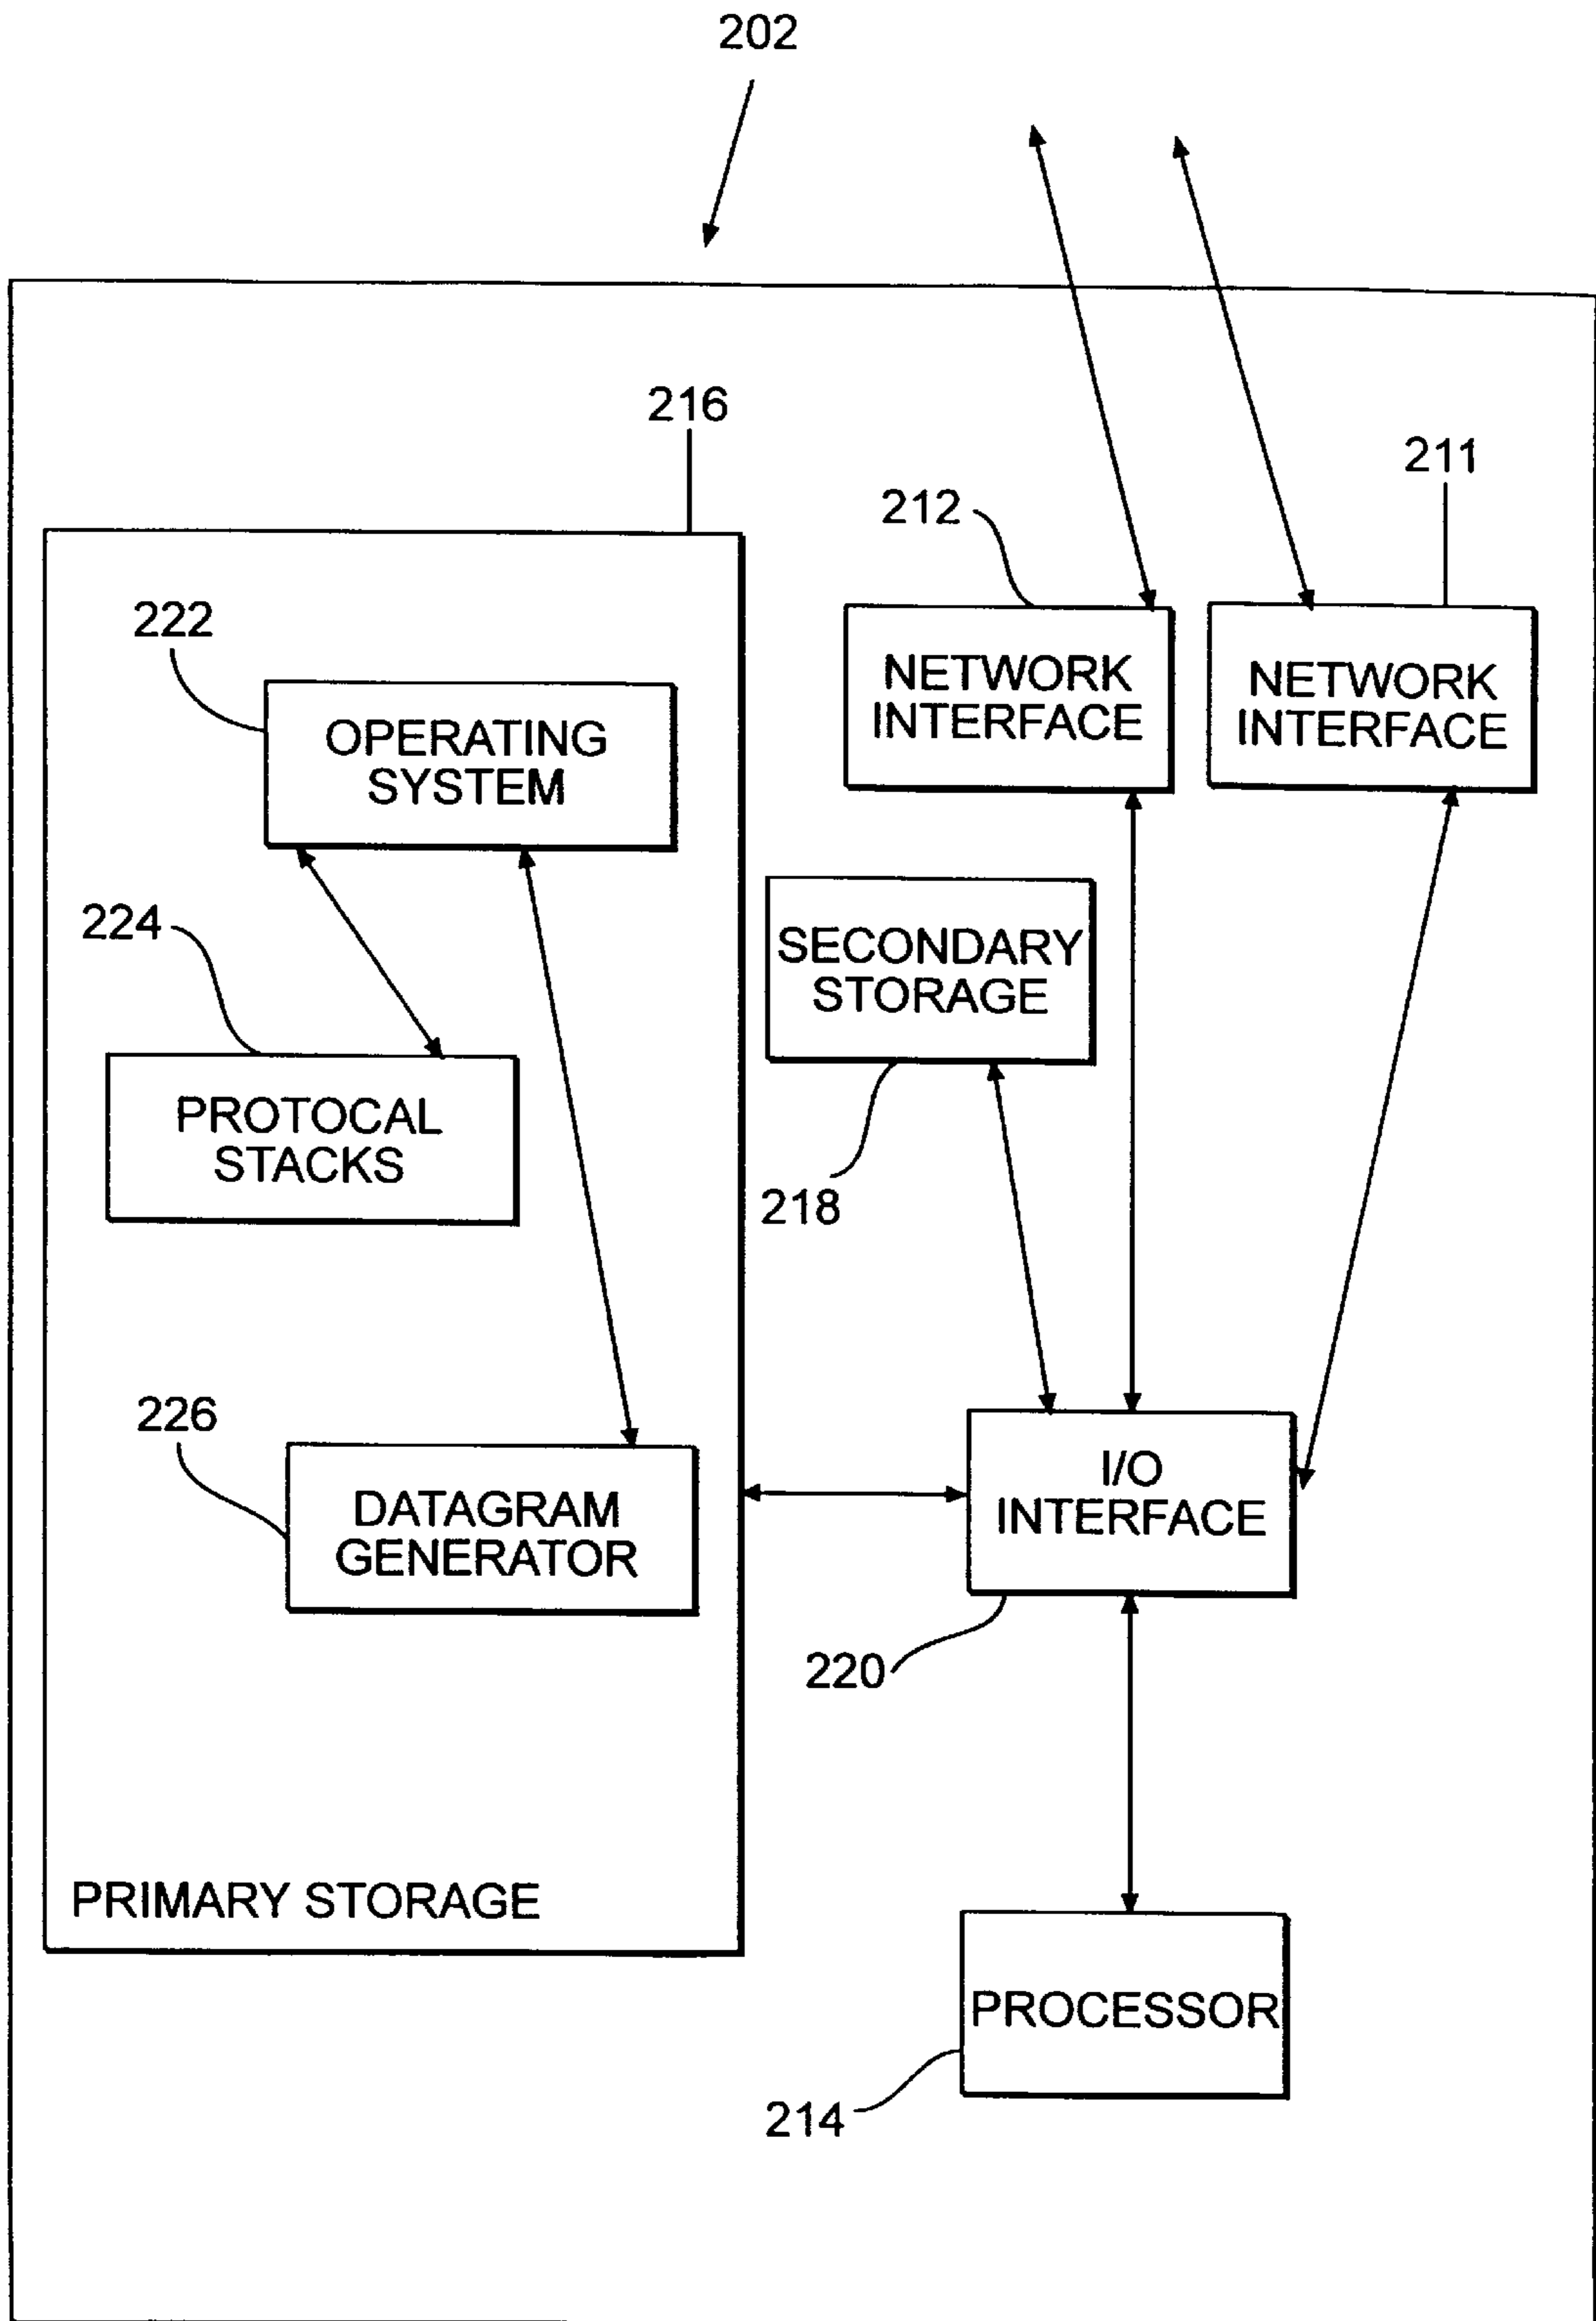 202
216
211
212
222
NETWORK
INTERFACE
NETWORK
INTERFACE
OPERATING
SYSTEM
224
SECONDARY
STORAGE
PROTOCAL
STACKS
218
226
I/O
INTERFACE
DATAGRAM
GENERATOR
220
PRIMARY STORAGE
PROCESSOR
214